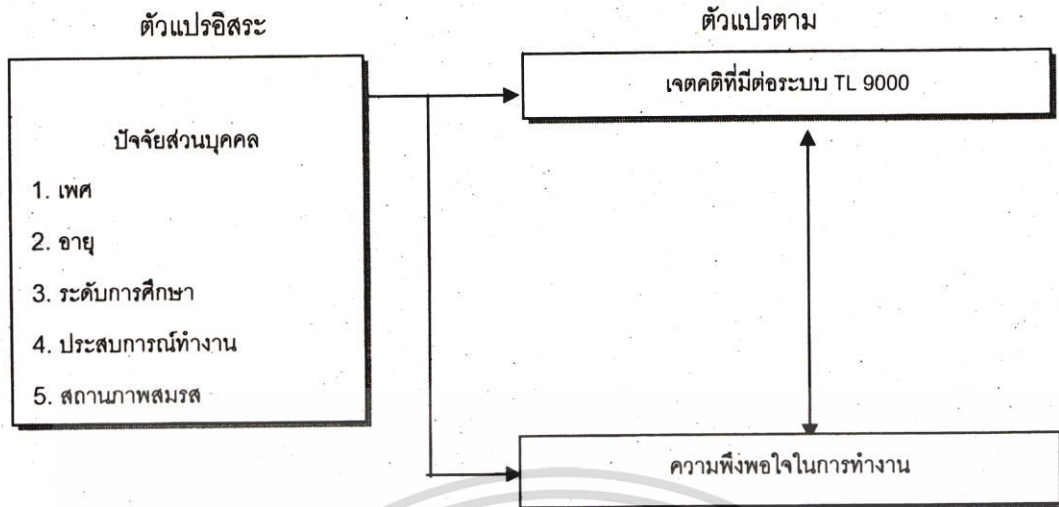 ตัวแปรอิสระ
ปัจจัยส่วนบุคคล
1. เพศ
2. อายุ
3. ระดับการศึกษา
4. ประสบการณ์ทำงาน
5. สถานภาพสมรส
ตัวแปรตาม
เจตคติที่มีต่อระบบ TL 9000
ความพึงพอใจในการทำงาน